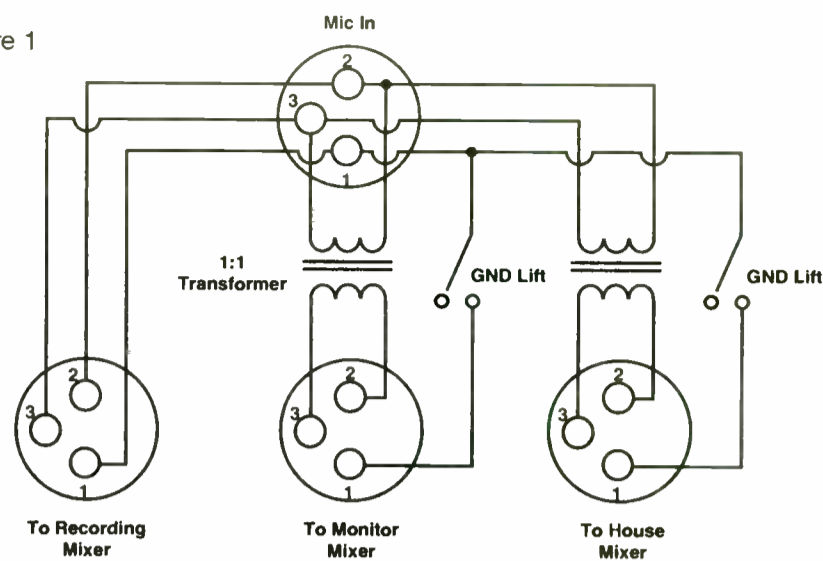 re 1
Mic In
2
3
1
1:1
Transformer
GND Lift
GND Lift
2
3
1
2
3
1
2
3
1
To Recording
Mixer
To Monitor
Mixer
To House
Mixer